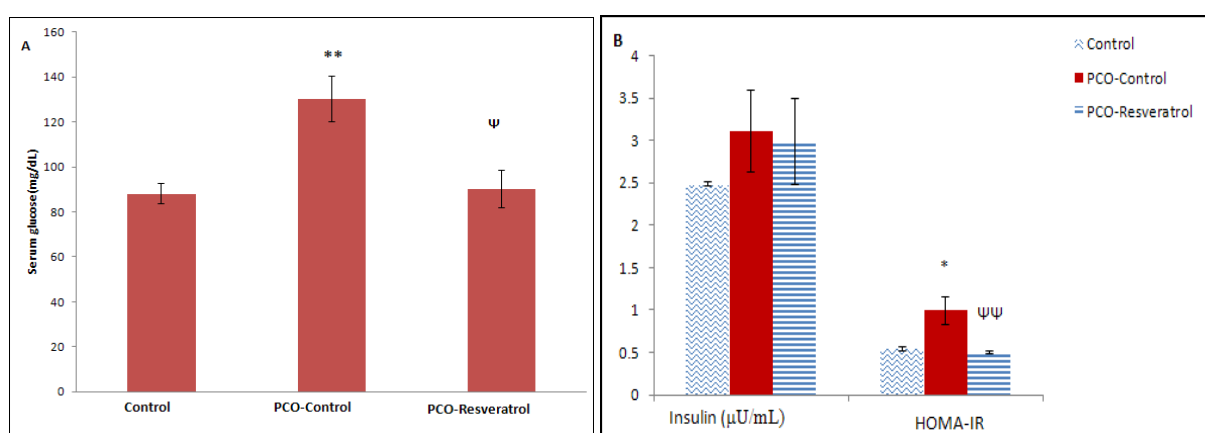 A
Serum glucose(mg/dL)
160
140
120
100
80
60
40
20
0
**
Ψ
Control
PCO-Control
PCO-Resveratrol
B
4
3.5
3
2.5
2
1.5
1
0.5
0
Control
PCO-Control
PCO-Resveratrol
*
ΨΨ
Insulin (µU/mL)
HOMA-IR